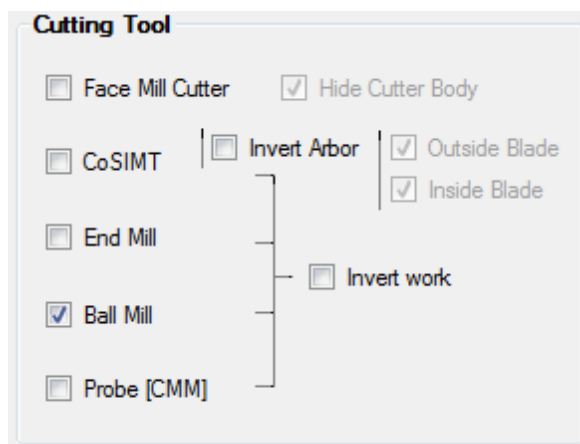 Cutting Tool
Face Mill Cutter
Hide Cutter Body
CoSIMT
Invert Arbor
Outside Blade
Inside Blade
End Mill
Invert work
Ball Mill
Probe [CMM]